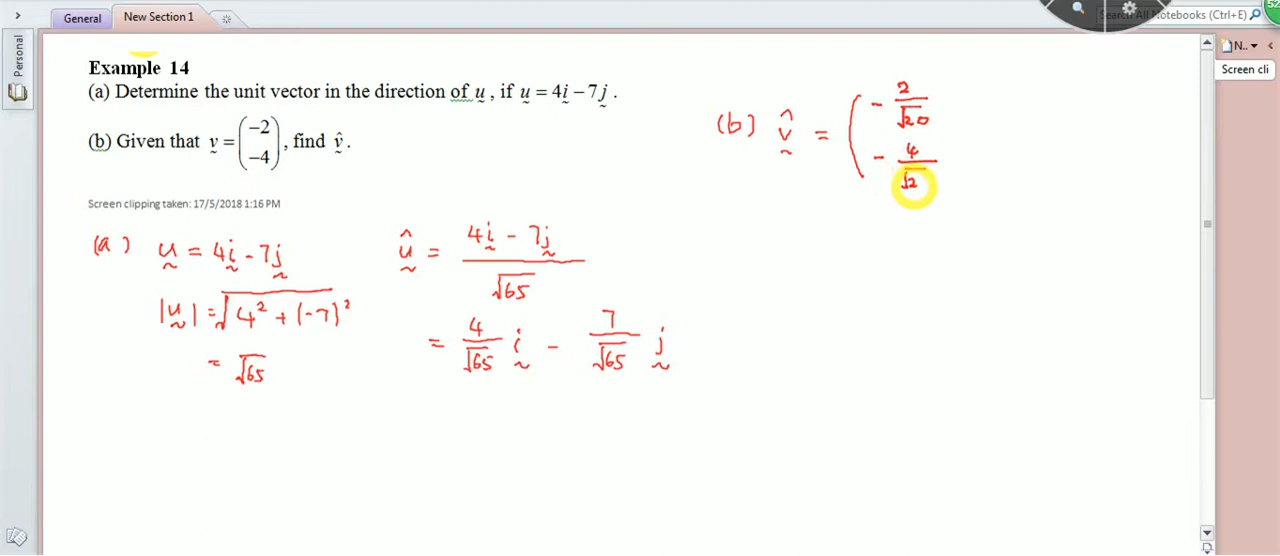 General
New Section 1
Search All Notebooks (Ctrl+E)
52
Personal
N..
Screen cli
Example 14
(a) Determine the unit vector in the direction of u, if u = 4i − 7j.
(b) Given that v = (−2 −4), find v̂.
Screen clipping taken: 17/5/2018 1:16 PM
(a) u = 4i - 7j
|u| = √4² + (-7)²
= √65
û = 4i - 7j / √65
= 4/√65 i - 7/√65 j
(b) v̂ = ( - 2/√20
- 4/√2